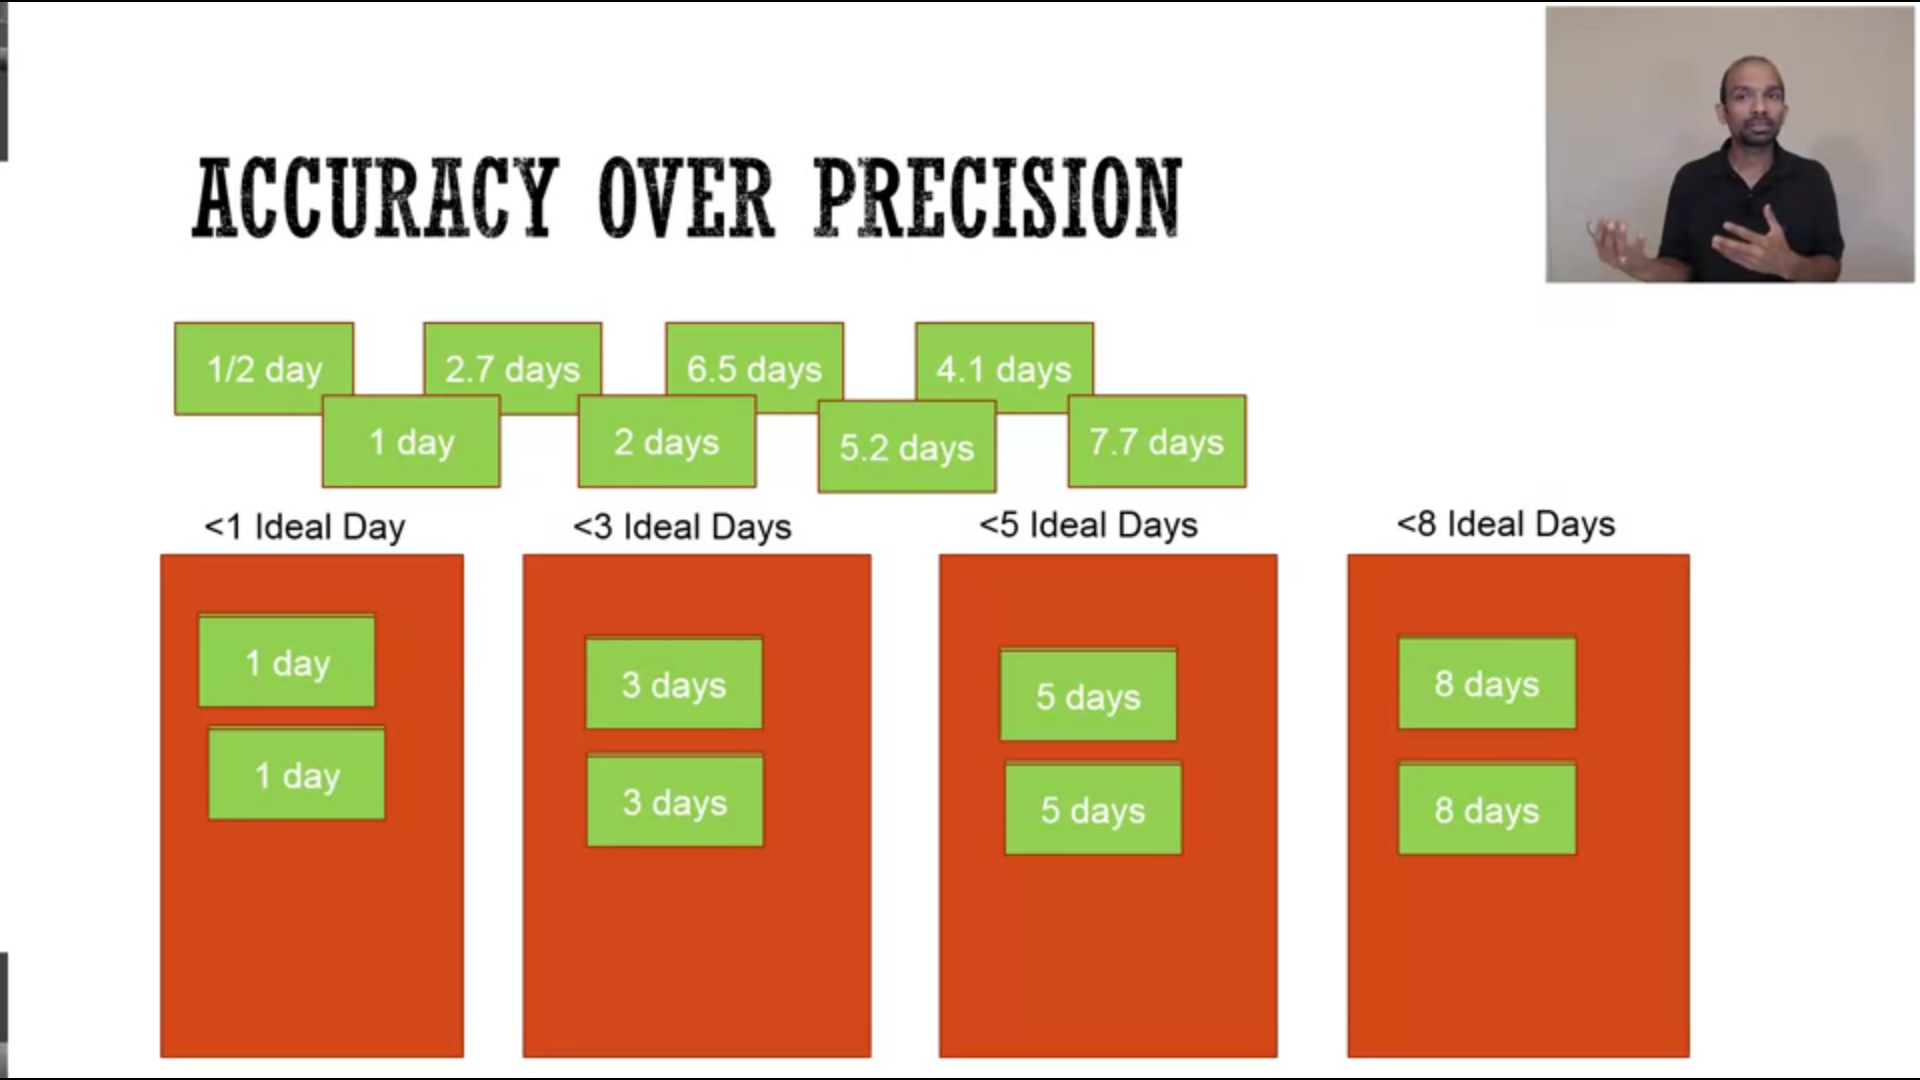 ACCURACY OVER PRECISION
1/2 day
2.7 days
6.5 days
4.1 days
1 day
2 days
5.2 days
7.7 days
<1 Ideal Day
<3 Ideal Days
<5 Ideal Days
<8 Ideal Days
1 day
3 days
5 days
8 days
1 day
3 days
5 days
8 days